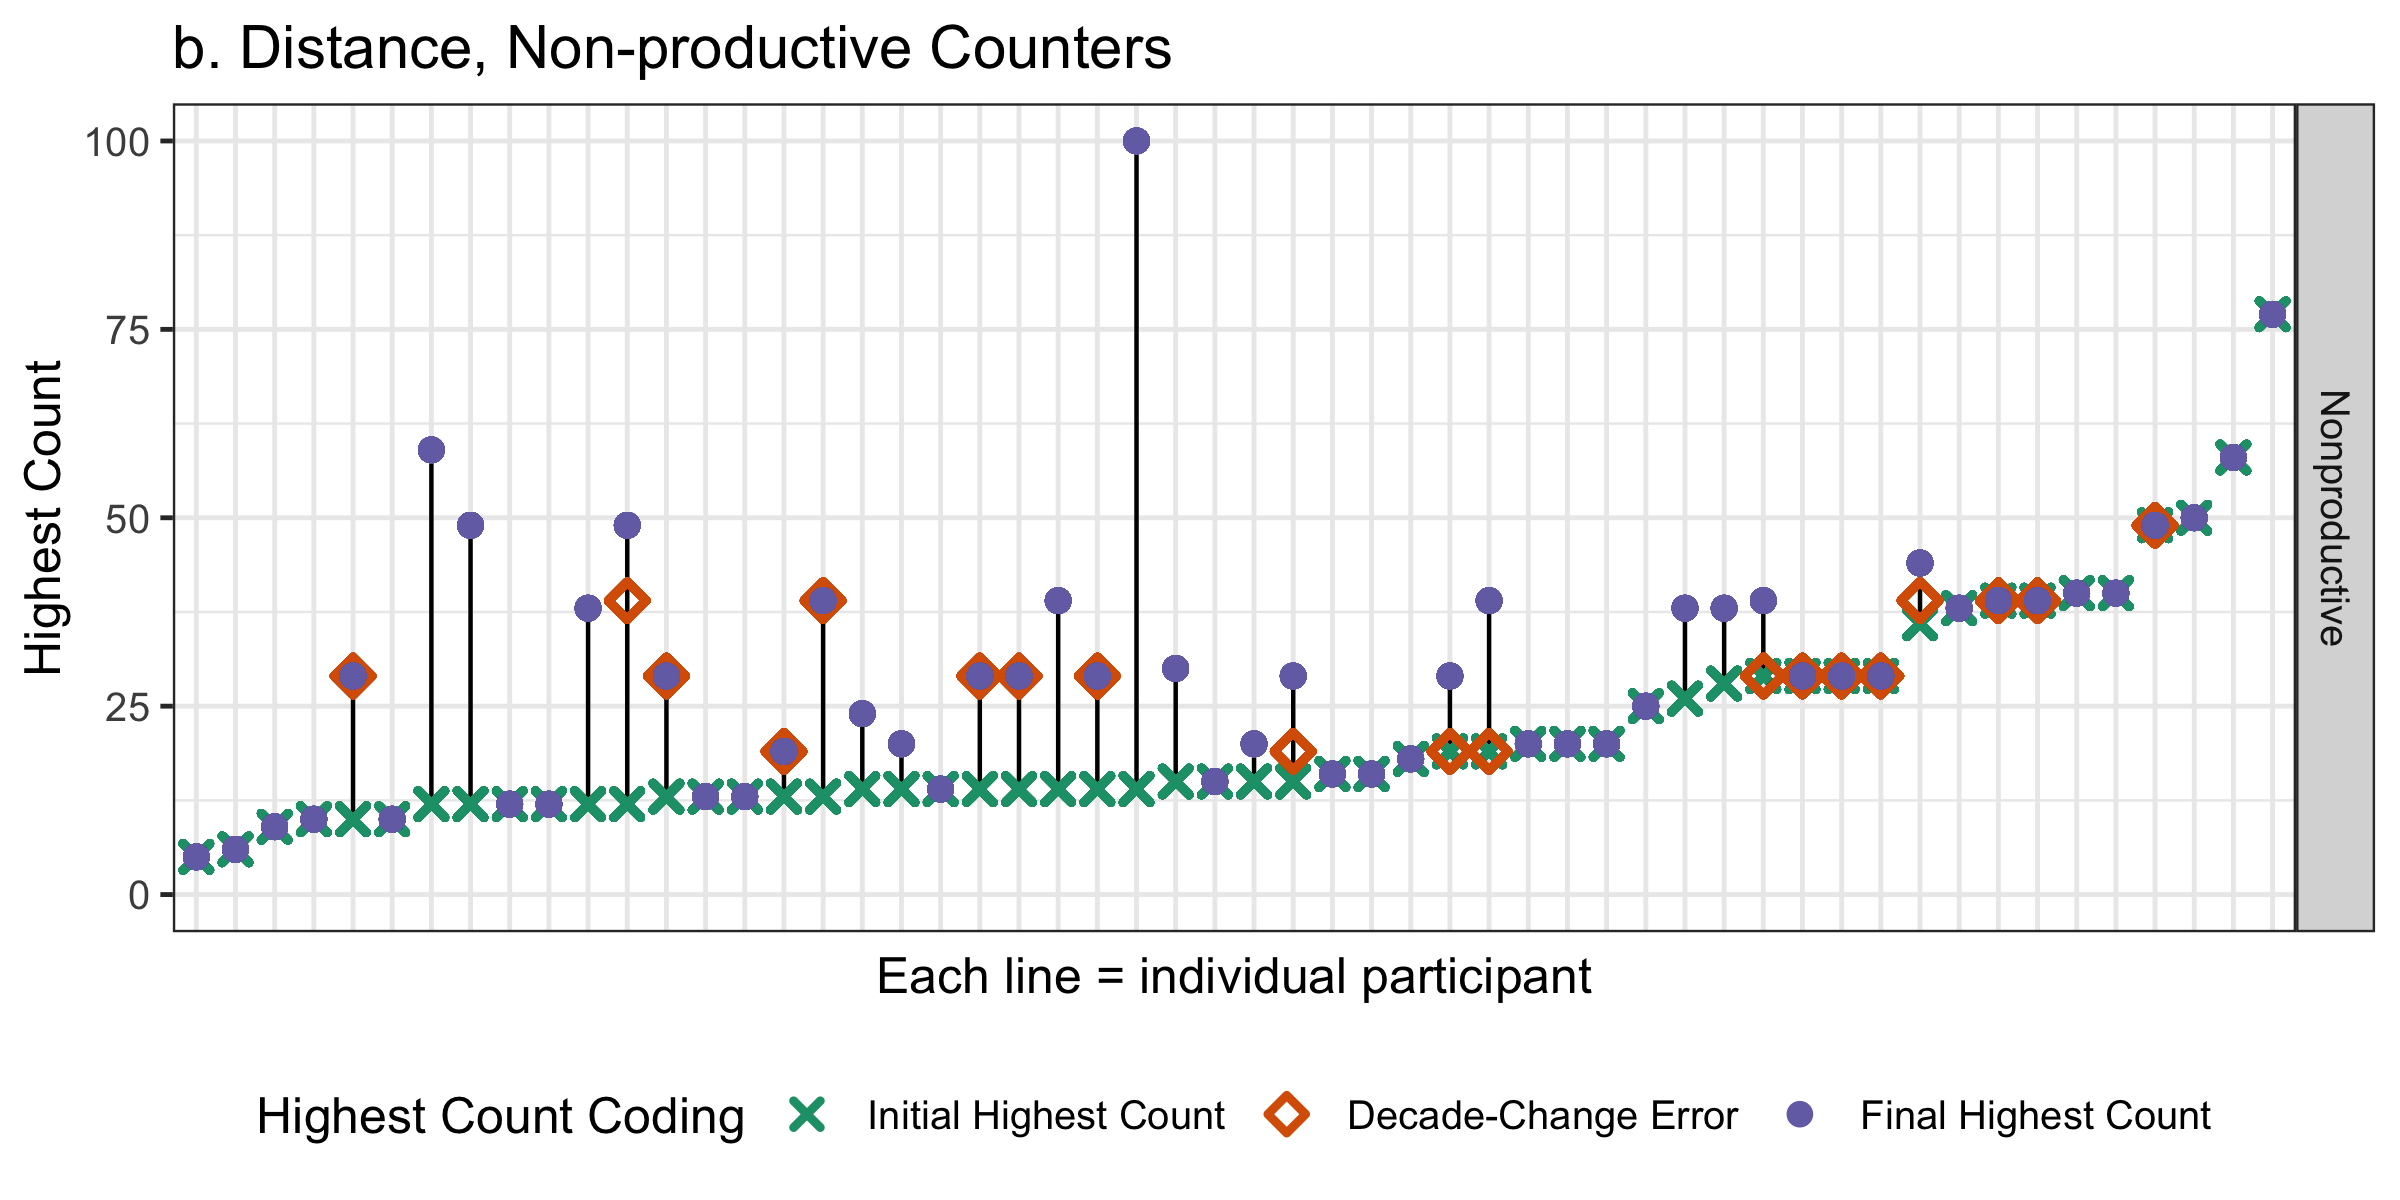 b. Distance, Non-productive Counters
Highest Count
100
75
50
25
0
Nonproductive
Each line = individual participant
Highest Count Coding
Initial Highest Count
Decade-Change Error
Final Highest Count